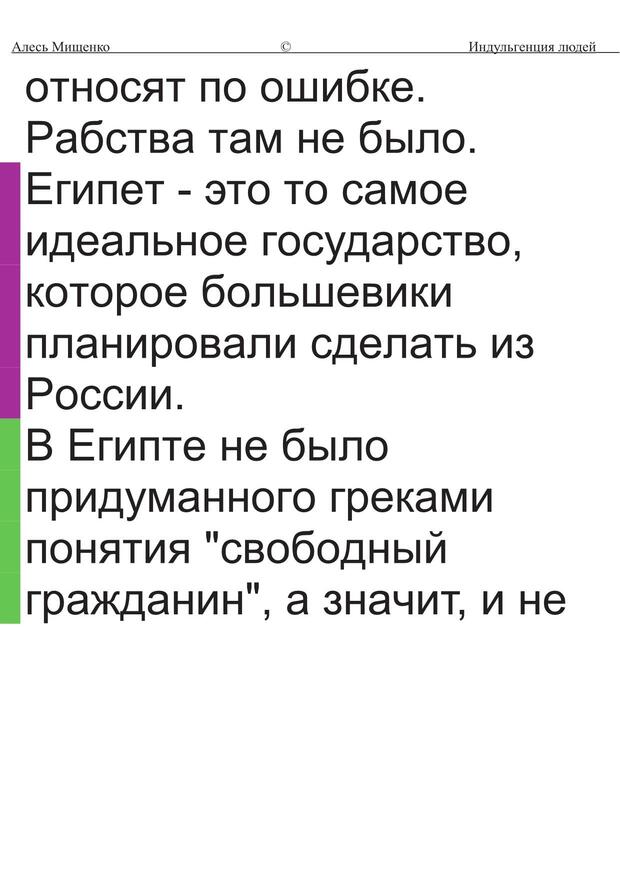 Алесь Мищенко © Индульгенция людей
относят по ошибке.
Рабства там не было.
Египет - это то самое
идеальное государство,
которое большевики
планировали сделать из
России.
В Египте не было
придуманного греками
понятия "свободный
гражданин", а значит, и не